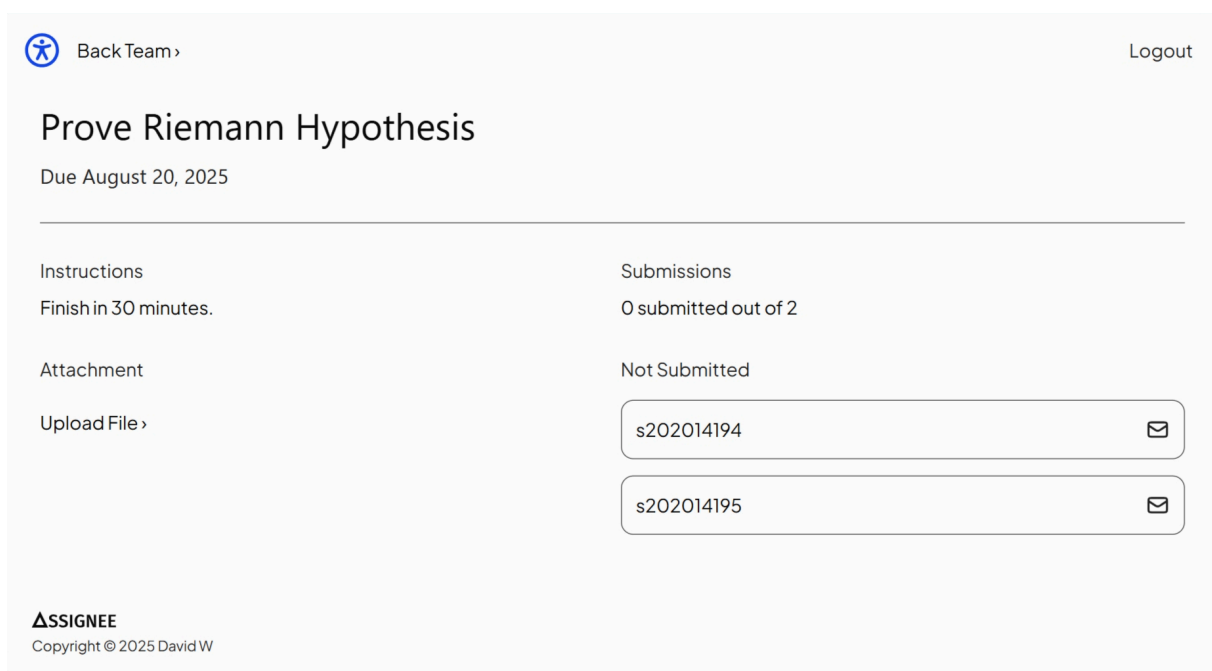 Back Team ›
Logout
Prove Riemann Hypothesis
Due August 20, 2025
Instructions
Finish in 30 minutes.
Attachment
Upload File ›
Submissions
0 submitted out of 2
Not Submitted
s202014194
s202014195
ASSIGNEE
Copyright © 2025 David W